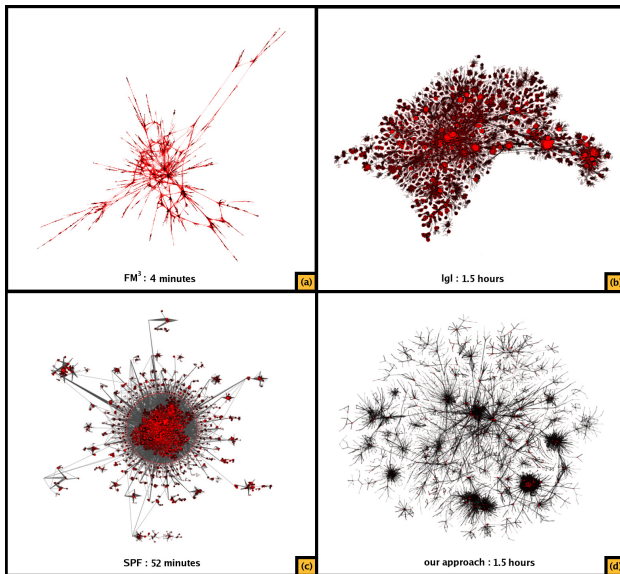 FM³ : 4 minutes
(a)
lgl : 1.5 hours
(b)
SPF : 52 minutes
(c)
our approach : 1.5 hours
(d)